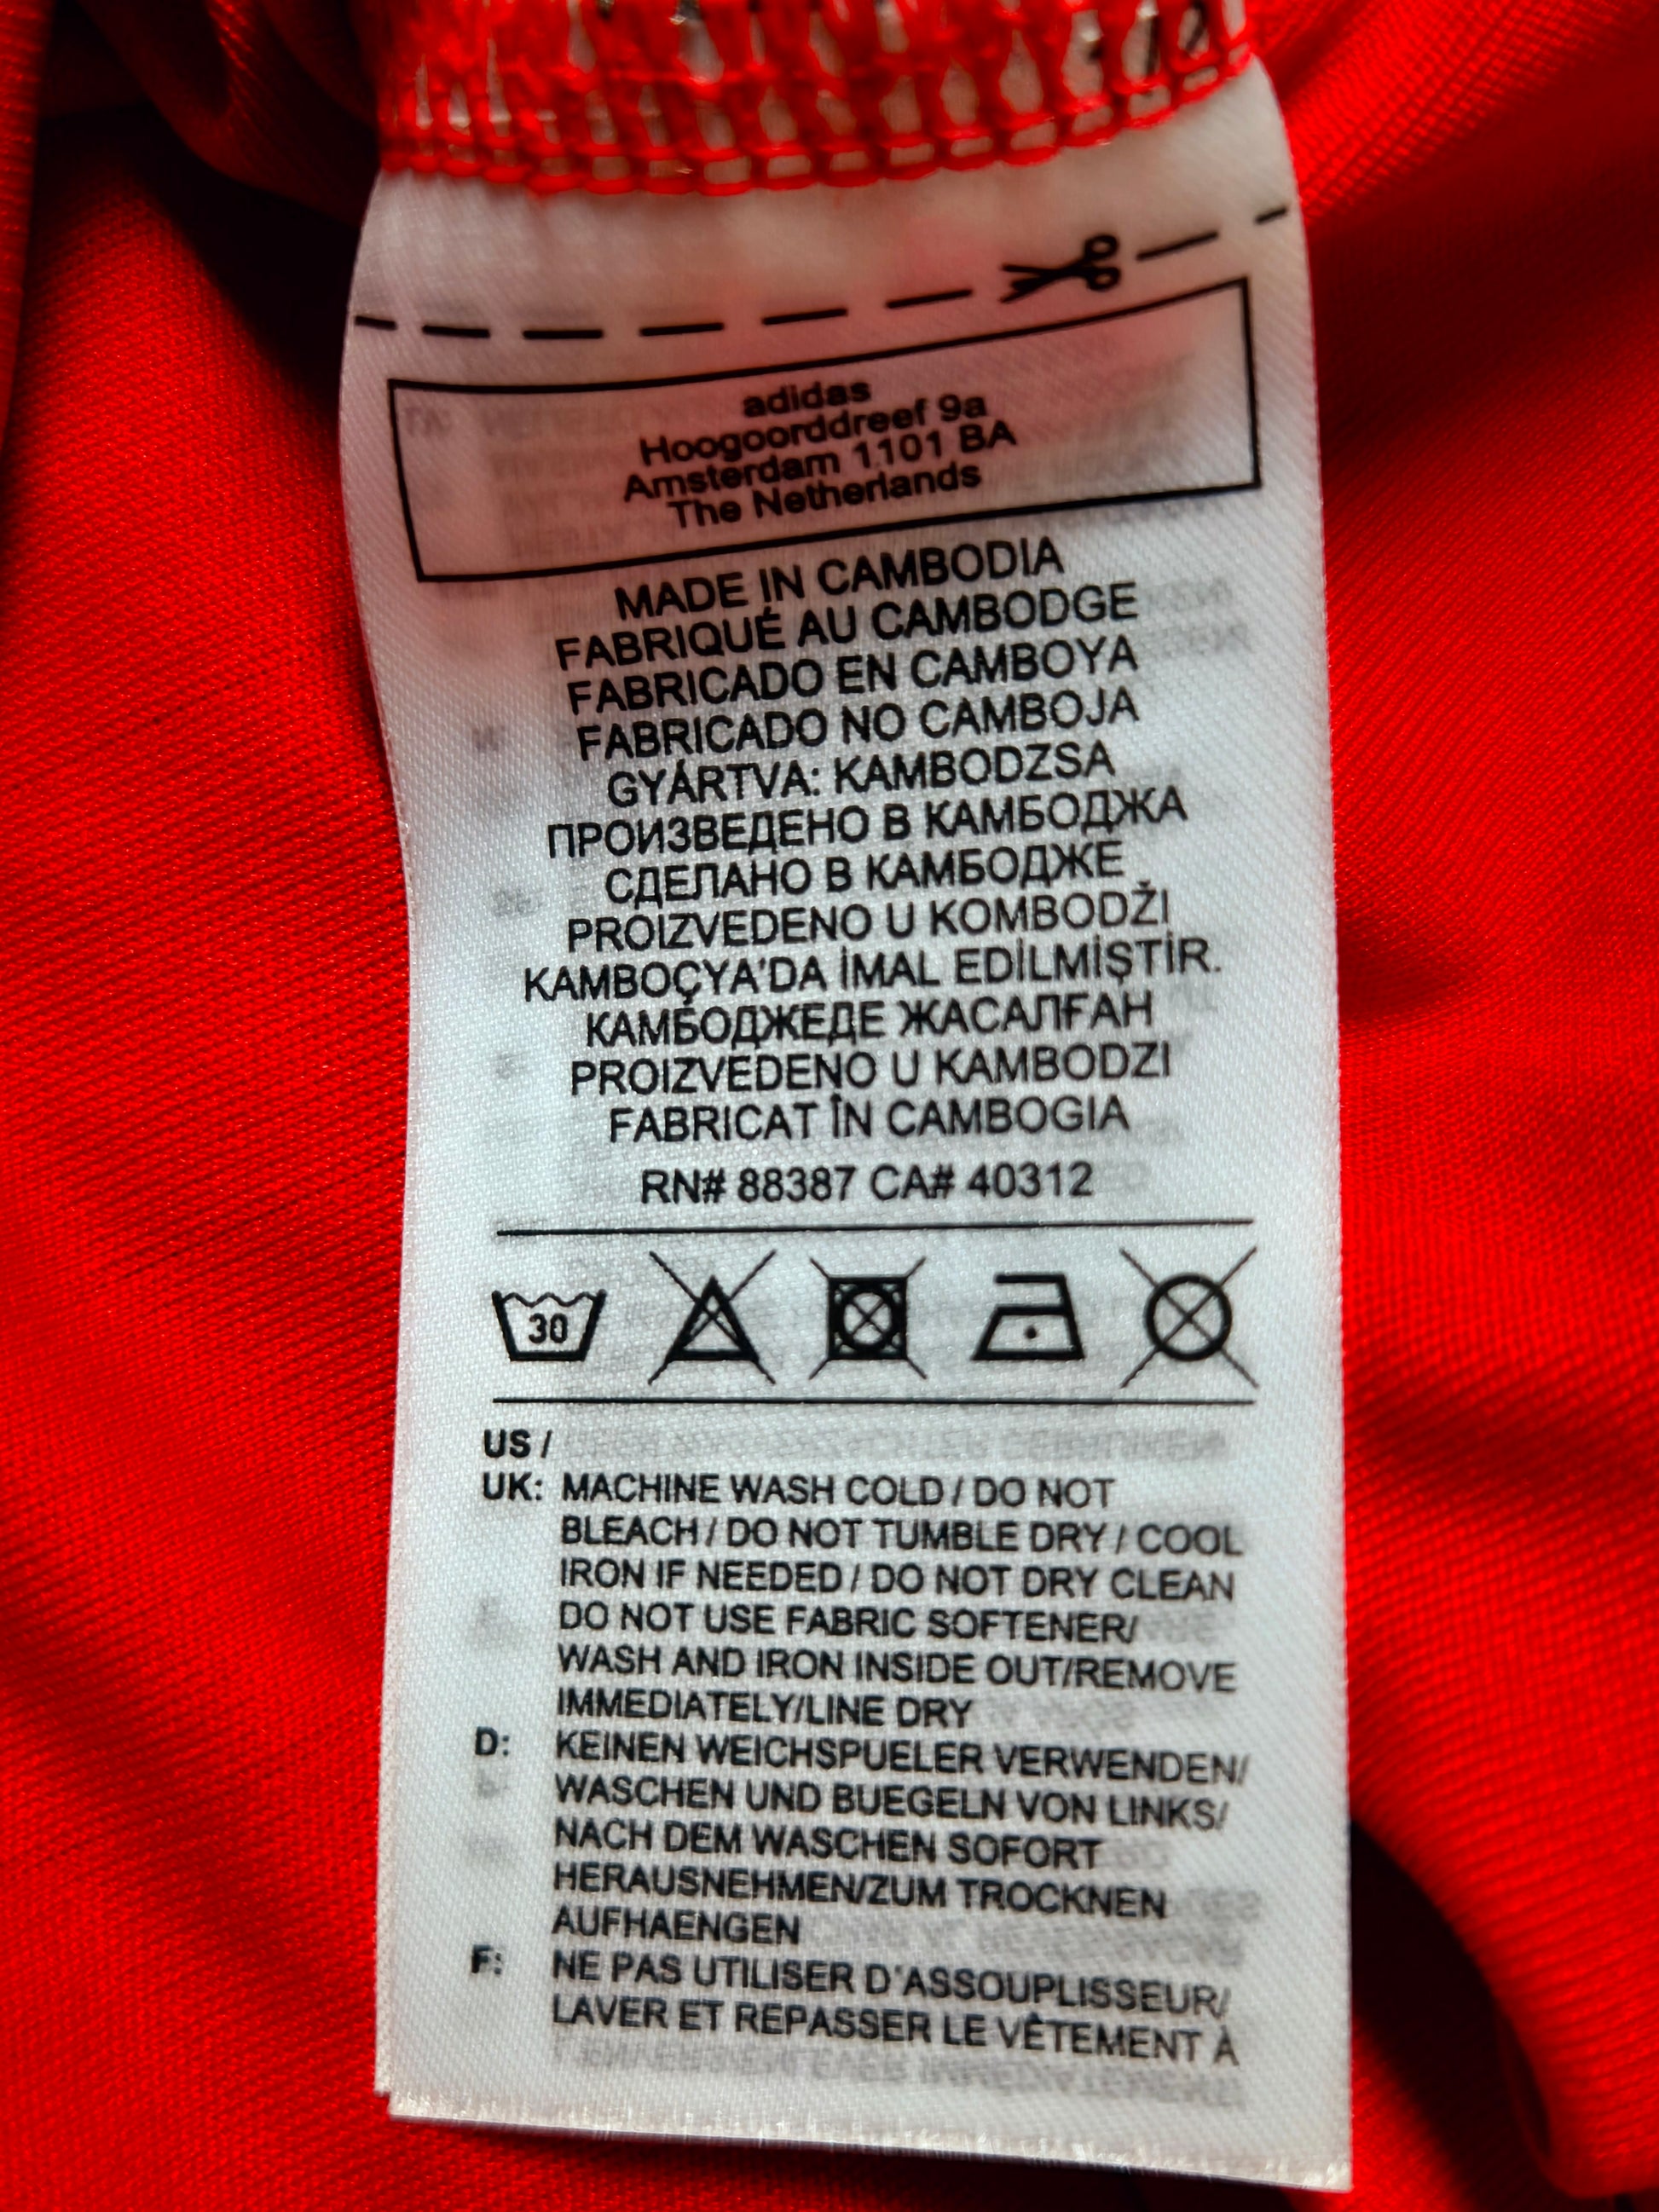 adidas
Hoogoorddreef 9a
Amsterdam 1101 BA
The Netherlands
MADE IN CAMBODIA
FABRIQUÉ AU CAMBODGE
FABRICADO EN CAMBOYA
FABRICADO NO CAMBOJA
GYÁRTVA: KAMBODZSA
ПРОИЗВЕДЕНО В КАМБОДЖА
СДЕЛАНО В КАМБОДЖЕ
PROIZVEDENO U KOMBODŽI
KAMBOÇYA'DA İMAL EDİLMİŞTİR.
КАМБОДЖЕДЕ ЖАСАЛҒАН
PROIZVEDENO U KAMBODZI
FABRICAT ÎN CAMBOGIA
RN# 88387 CA# 40312
30
US /
UK: MACHINE WASH COLD / DO NOT
BLEACH / DO NOT TUMBLE DRY / COOL
IRON IF NEEDED / DO NOT DRY CLEAN
DO NOT USE FABRIC SOFTENER/
WASH AND IRON INSIDE OUT/REMOVE
IMMEDIATELY/LINE DRY
D: KEINEN WEICHSPUELER VERWENDEN/
WASCHEN UND BUEGELN VON LINKS/
NACH DEM WASCHEN SOFORT
HERAUSNEHMEN/ZUM TROCKNEN
AUFHAENGEN
F: NE PAS UTILISER D'ASSOUPLISSEUR/
LAVER ET REPASSER LE VÊTEMENT À